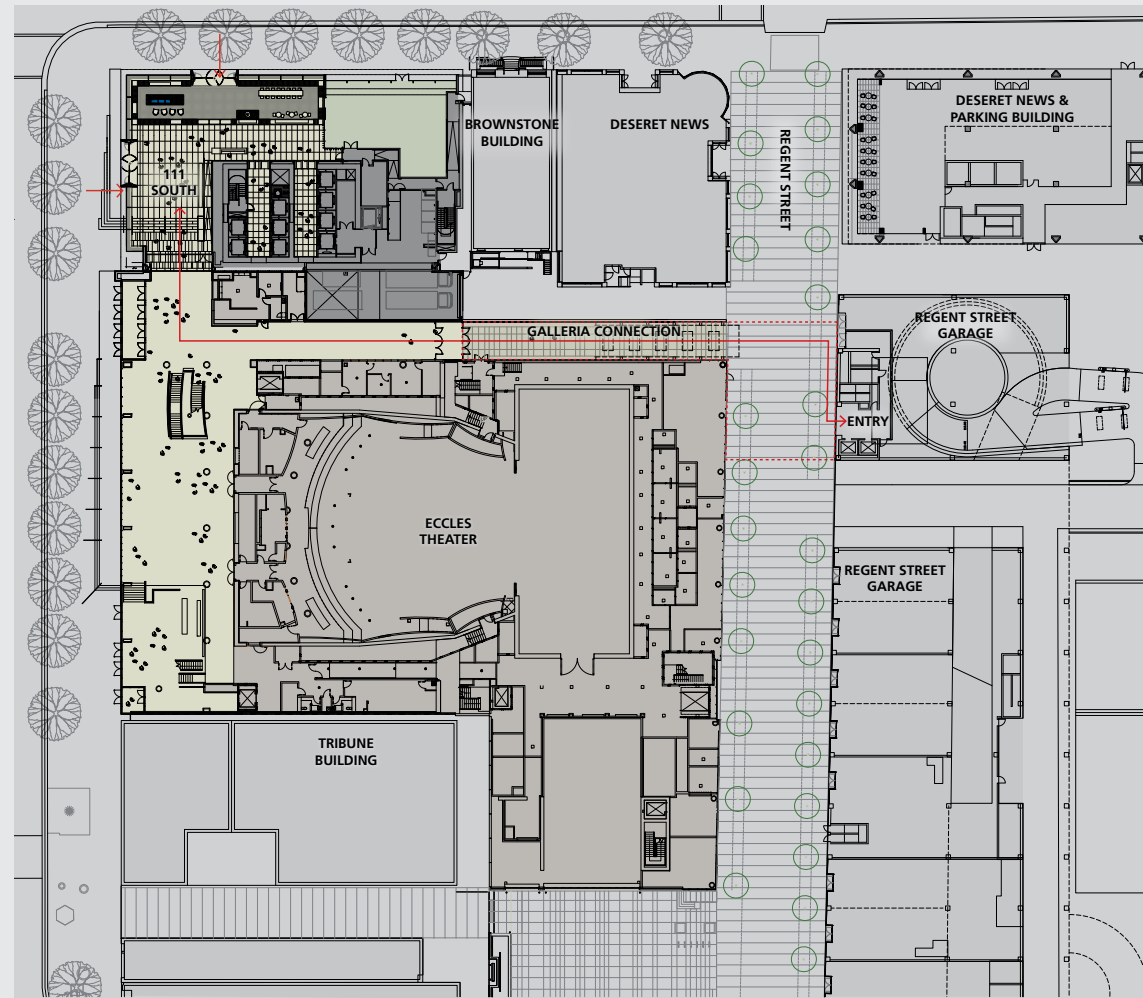 DESERET NEWS &
PARKING BUILDING
BROWNSTONE
BUILDING
DESERET NEWS
REGENT STREET
111
SOUTH
REGENT STREET
GARAGE
GALLERIA CONNECTION
ENTRY
ECCLES
THEATER
REGENT STREET
GARAGE
TRIBUNE
BUILDING